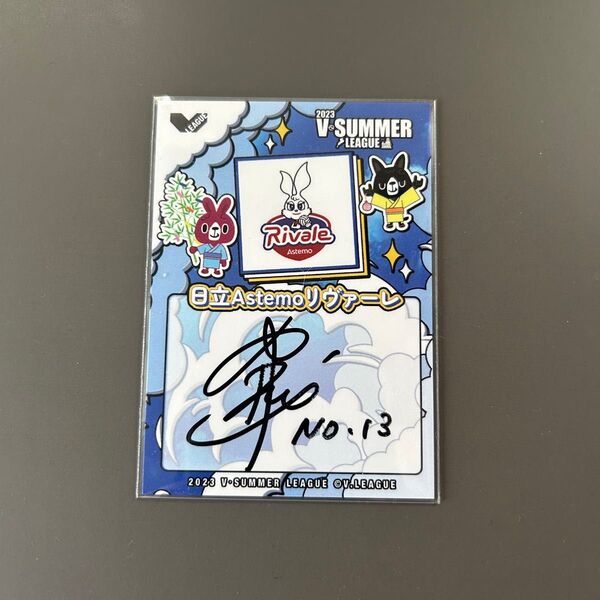 V LEAGUE
2023
V・SUMMER
LEAGUE
Rivale
Astemo
日立Astemoリヴァーレ
NO.13
2023 V・SUMMER LEAGUE ©V.LEAGUE